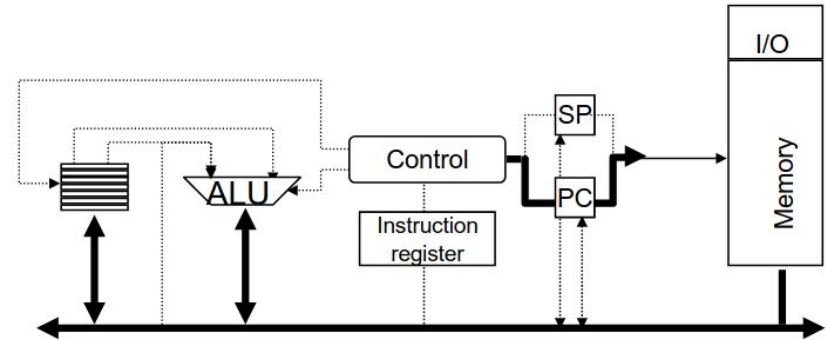 I/O
SP
Control
ALU
PC
Memory
Instruction
register